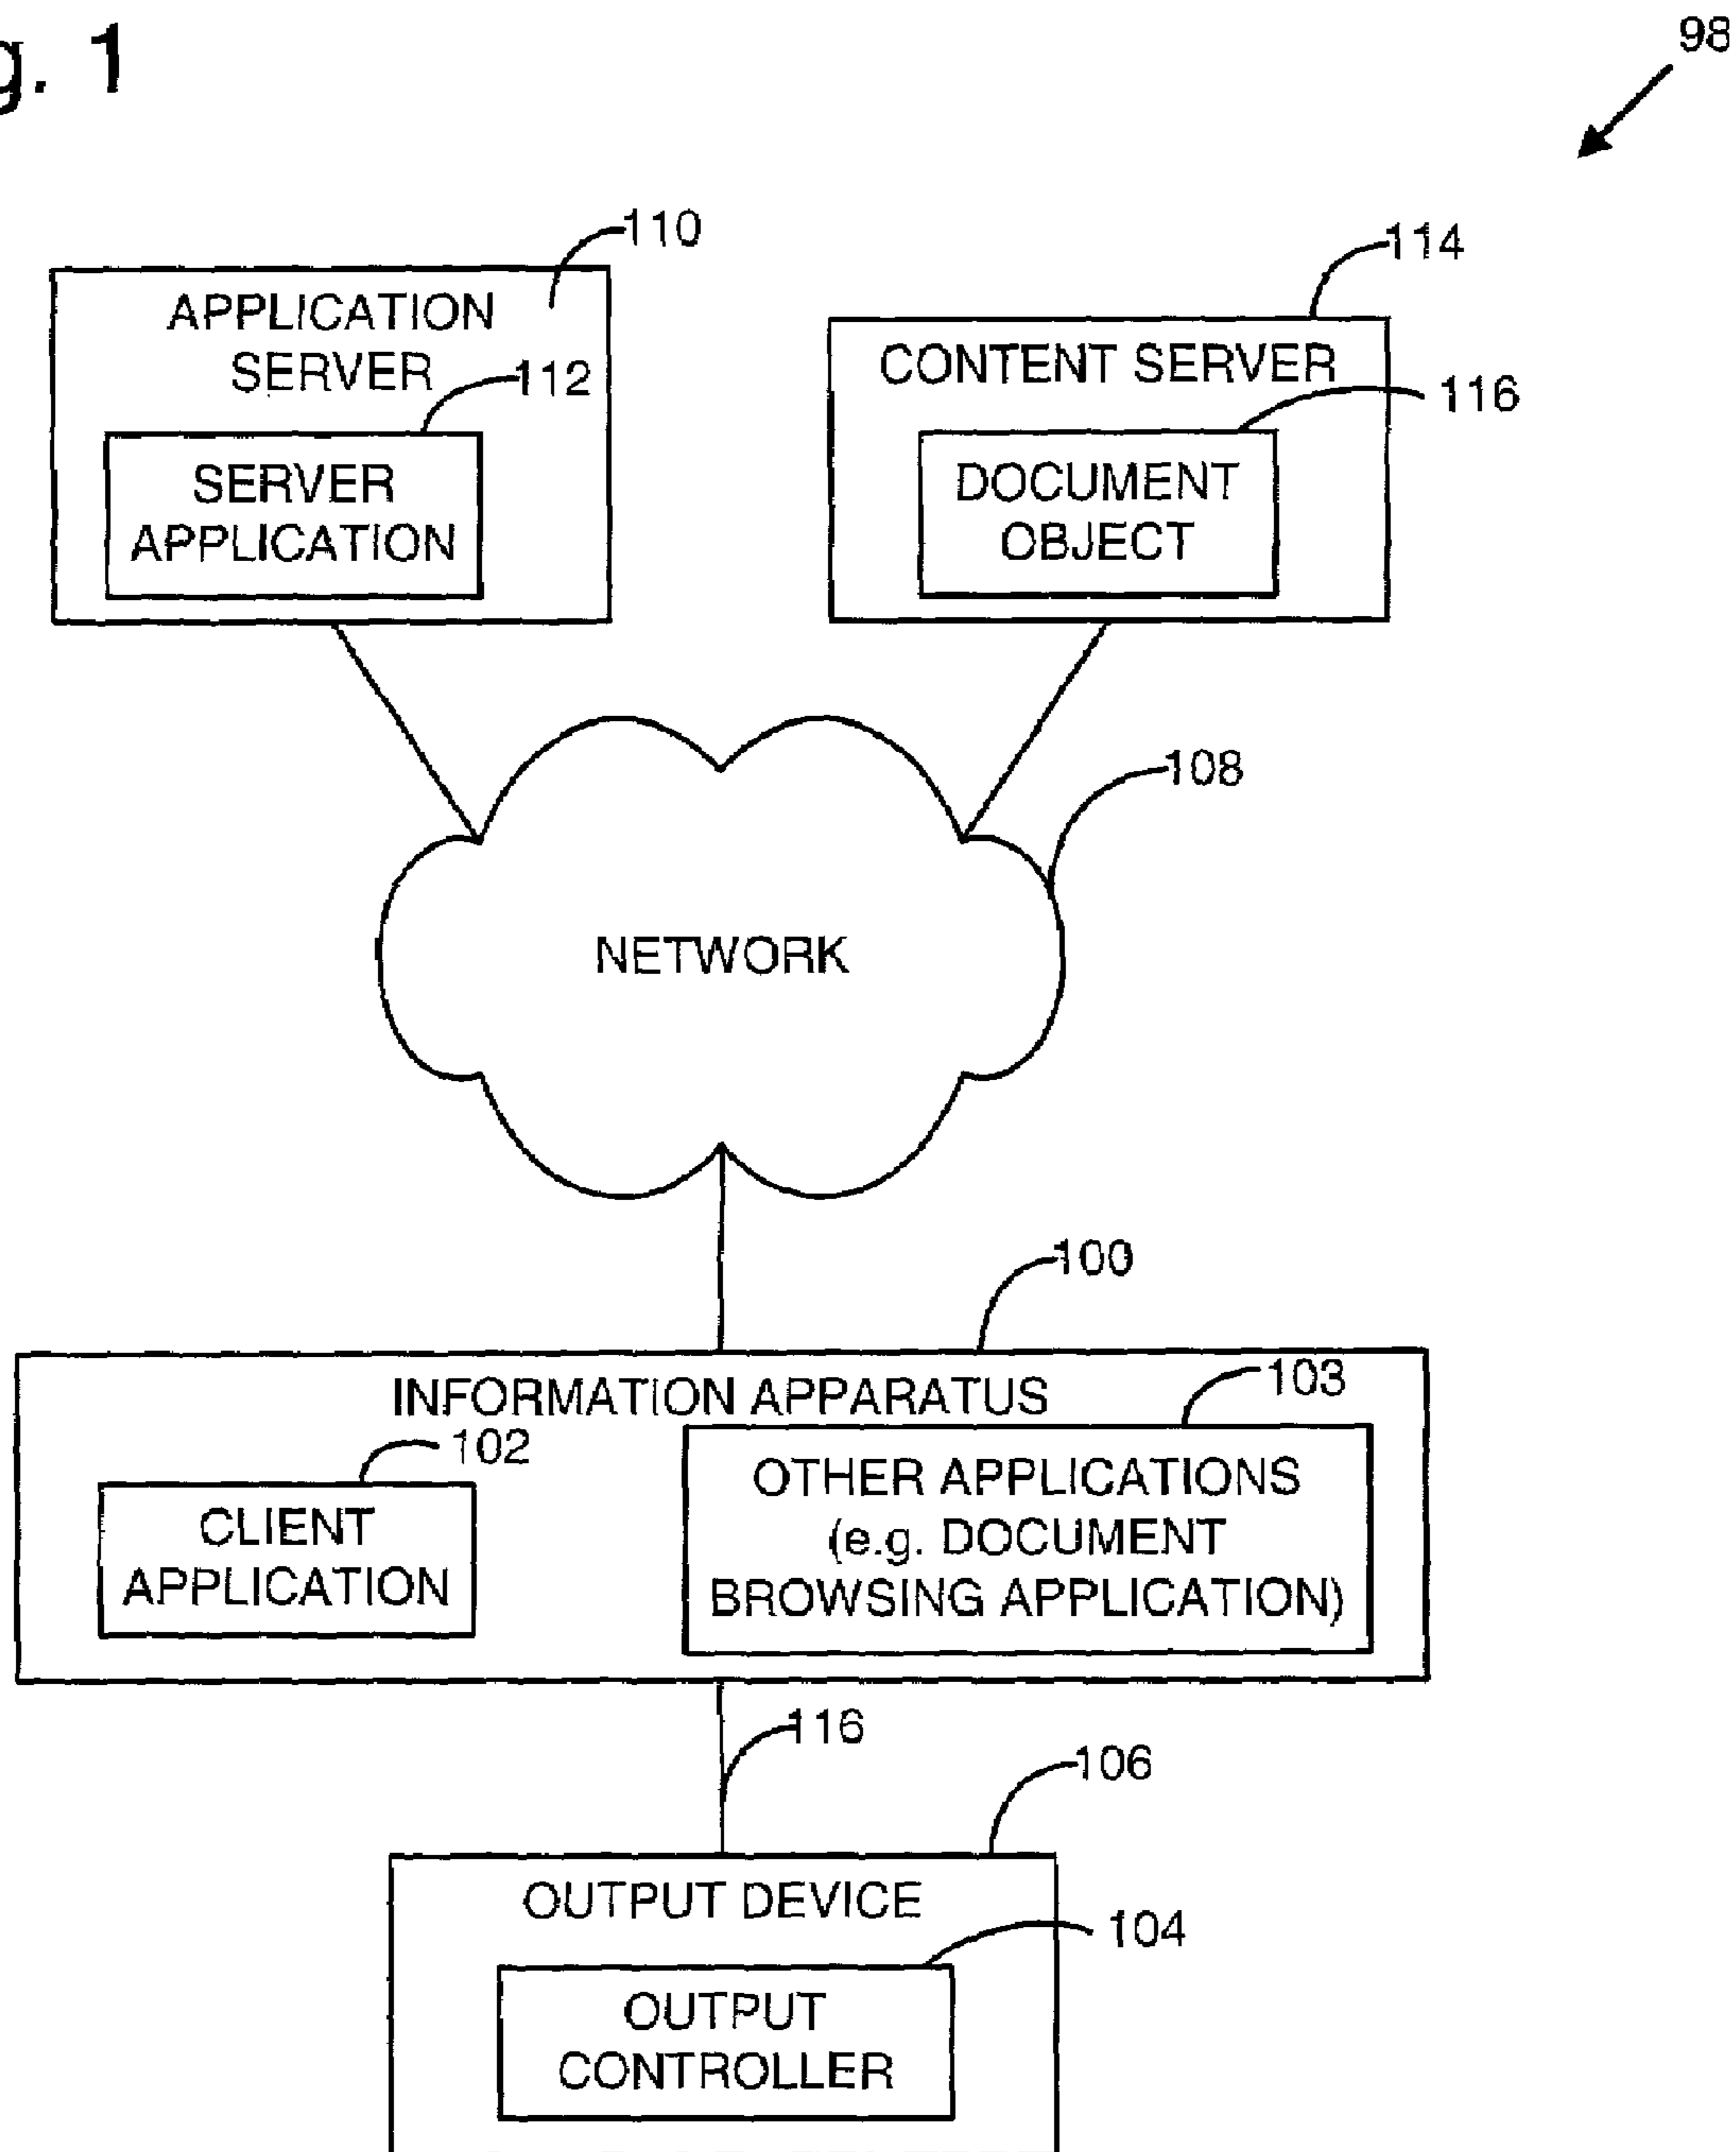 g. 1
98
110
114
APPLICATION
SERVER
112
CONTENT SERVER
116
SERVER
APPLICATION
DOCUMENT
OBJECT
108
NETWORK
100
INFORMATION APPARATUS
103
102
CLIENT
APPLICATION
OTHER APPLICATIONS
(e.g. DOCUMENT
BROWSING APPLICATION)
116
106
OUTPUT DEVICE
104
OUTPUT
CONTROLLER